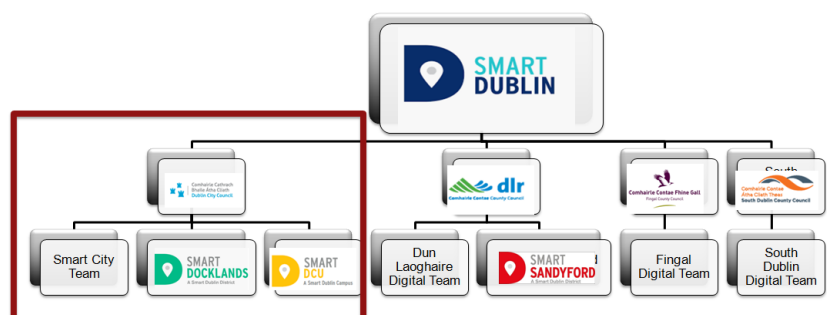 SMART
DUBLIN
Comhairle Cathrach
Bhaile Átha Cliath
Dublin City Council
dlr
Comhairle Contae County Council
Comhairle Contae Fhine Gall
Fingal County Council
South
Comhairle Contae
Átha Cliath Theas
South Dublin County Council
Smart City
Team
SMART
DOCKLANDS
A Smart Dublin District
SMART
DCU
A Smart Dublin Campus
Dun
Laoghaire
Digital Team
SMART
SANDYFORD
A Smart Dublin District
Fingal
Digital Team
South
Dublin
Digital Team